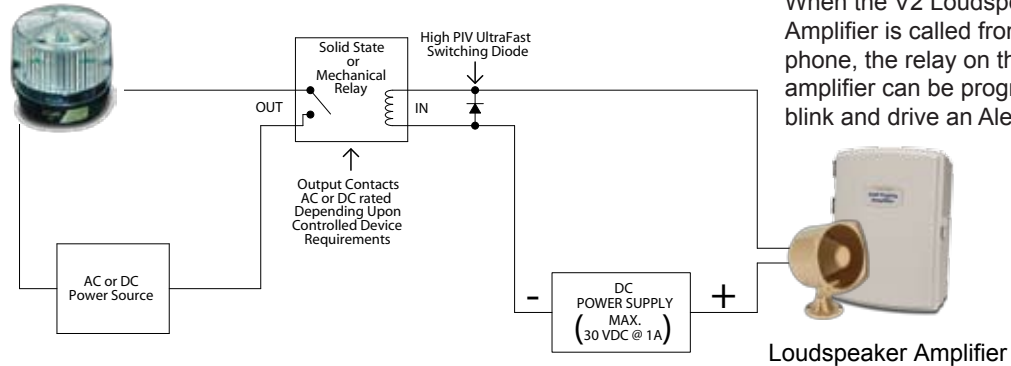 When the V2 Loudspe
Amplifier is called from
phone, the relay on th
amplifier can be progr
blink and drive an Ale
High PIV UltraFast
Switching Diode
Solid State
or
Mechanical
Relay
OUT
IN
Output Contacts
AC or DC rated
Depending Upon
Controlled Device
Requirements
AC or DC
Power Source
-
DC
POWER SUPPLY
( MAX.
30 VDC @ 1A )
+
Loudspeaker Amplifier